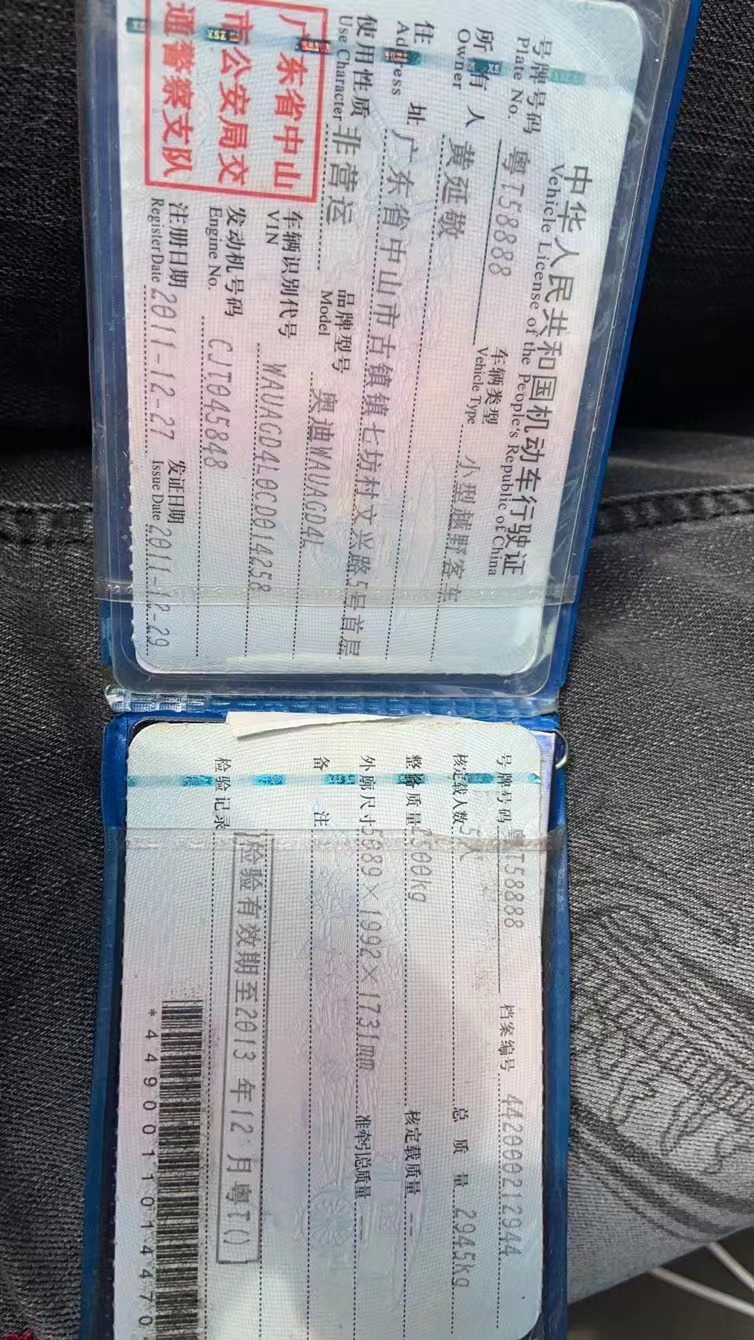 中华人民共和国机动车行驶证
Vehicle License of the People's Republic of China
号牌号码 粤T58888 车辆类型 小型越野客车
Plate No. Vehicle Type
所有人 黄延敬
Owner
住址 广东省中山市古镇镇七坊村文兴路5号首层
Address
使用性质 非营运 品牌型号 奥迪WAUAGD4L
Use Character Model
广东省中山市公安局交通警察支队
车辆识别代号 WAUAGD4L0CD014258
VIN
发动机号码 CJT045848
Engine No.
注册日期 2011-12-27 发证日期 2011-12-29
Register Date Issue Date
号牌号码 粤T58888 档案编号 442000212944
核定载人数 5人 总质量 2945kg
整备质量 kg 核定载质量 --
外廓尺寸 5089×1992×1731mm 准牵引总质量 --
备注
检验记录 检验有效期至2013年12月粤T()